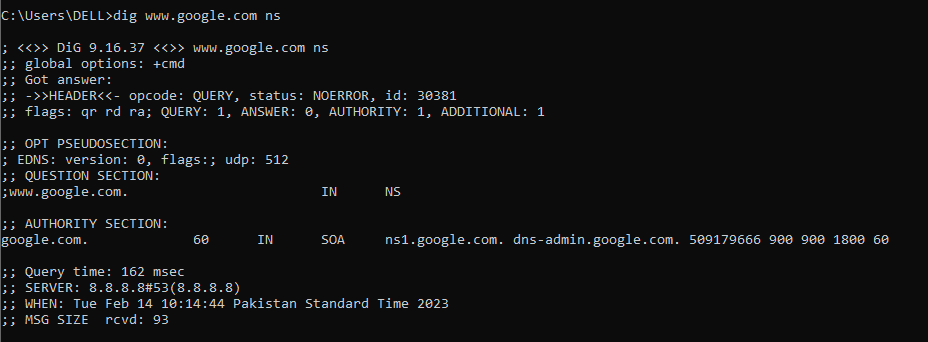 C:\Users\DELL>dig www.google.com ns
; <<>> DiG 9.16.37 <<>> www.google.com ns
;; global options: +cmd
;; Got answer:
;; ->>HEADER<<- opcode: QUERY, status: NOERROR, id: 30381
;; flags: qr rd ra; QUERY: 1, ANSWER: 0, AUTHORITY: 1, ADDITIONAL: 1
;; OPT PSEUDOSECTION:
; EDNS: version: 0, flags:; udp: 512
;; QUESTION SECTION:
;www.google.com. IN NS
;; AUTHORITY SECTION:
google.com. 60 IN SOA ns1.google.com. dns-admin.google.com. 509179666 900 900 1800 60
;; Query time: 162 msec
;; SERVER: 8.8.8.8#53(8.8.8.8)
;; WHEN: Tue Feb 14 10:14:44 Pakistan Standard Time 2023
;; MSG SIZE rcvd: 93